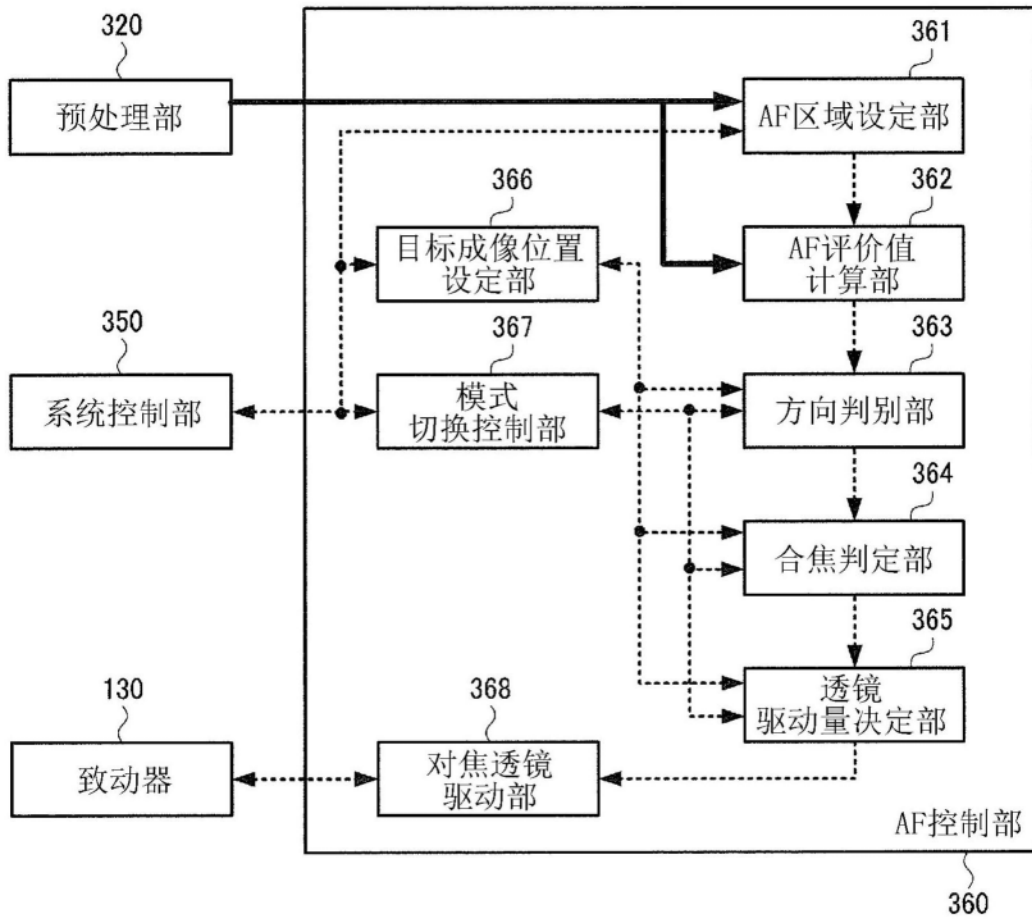 320
预处理部
361
AF区域设定部
366
目标成像位置
设定部
362
AF评价值
计算部
350
系统控制部
367
模式
切换控制部
363
方向判别部
364
合焦判定部
365
透镜
驱动量决定部
130
致动器
368
对焦透镜
驱动部
AF控制部
360